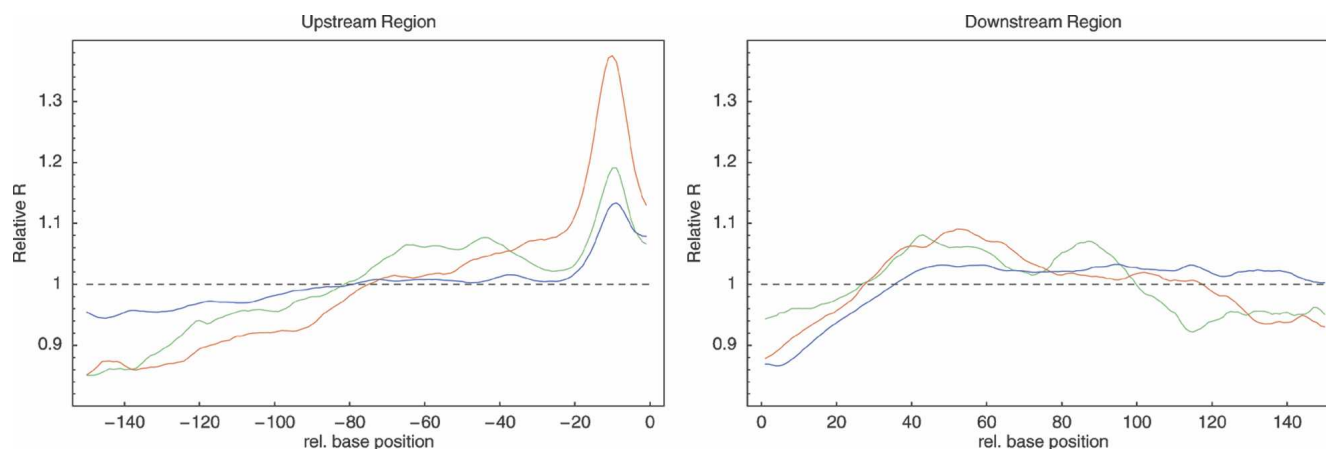 Upstream Region
Relative R
1.3
1.2
1.1
1
0.9
−140 −120 −100 −80 −60 −40 −20 0
rel. base position
Downstream Region
Relative R
1.3
1.2
1.1
1
0.9
0 20 40 60 80 100 120 140
rel. base position